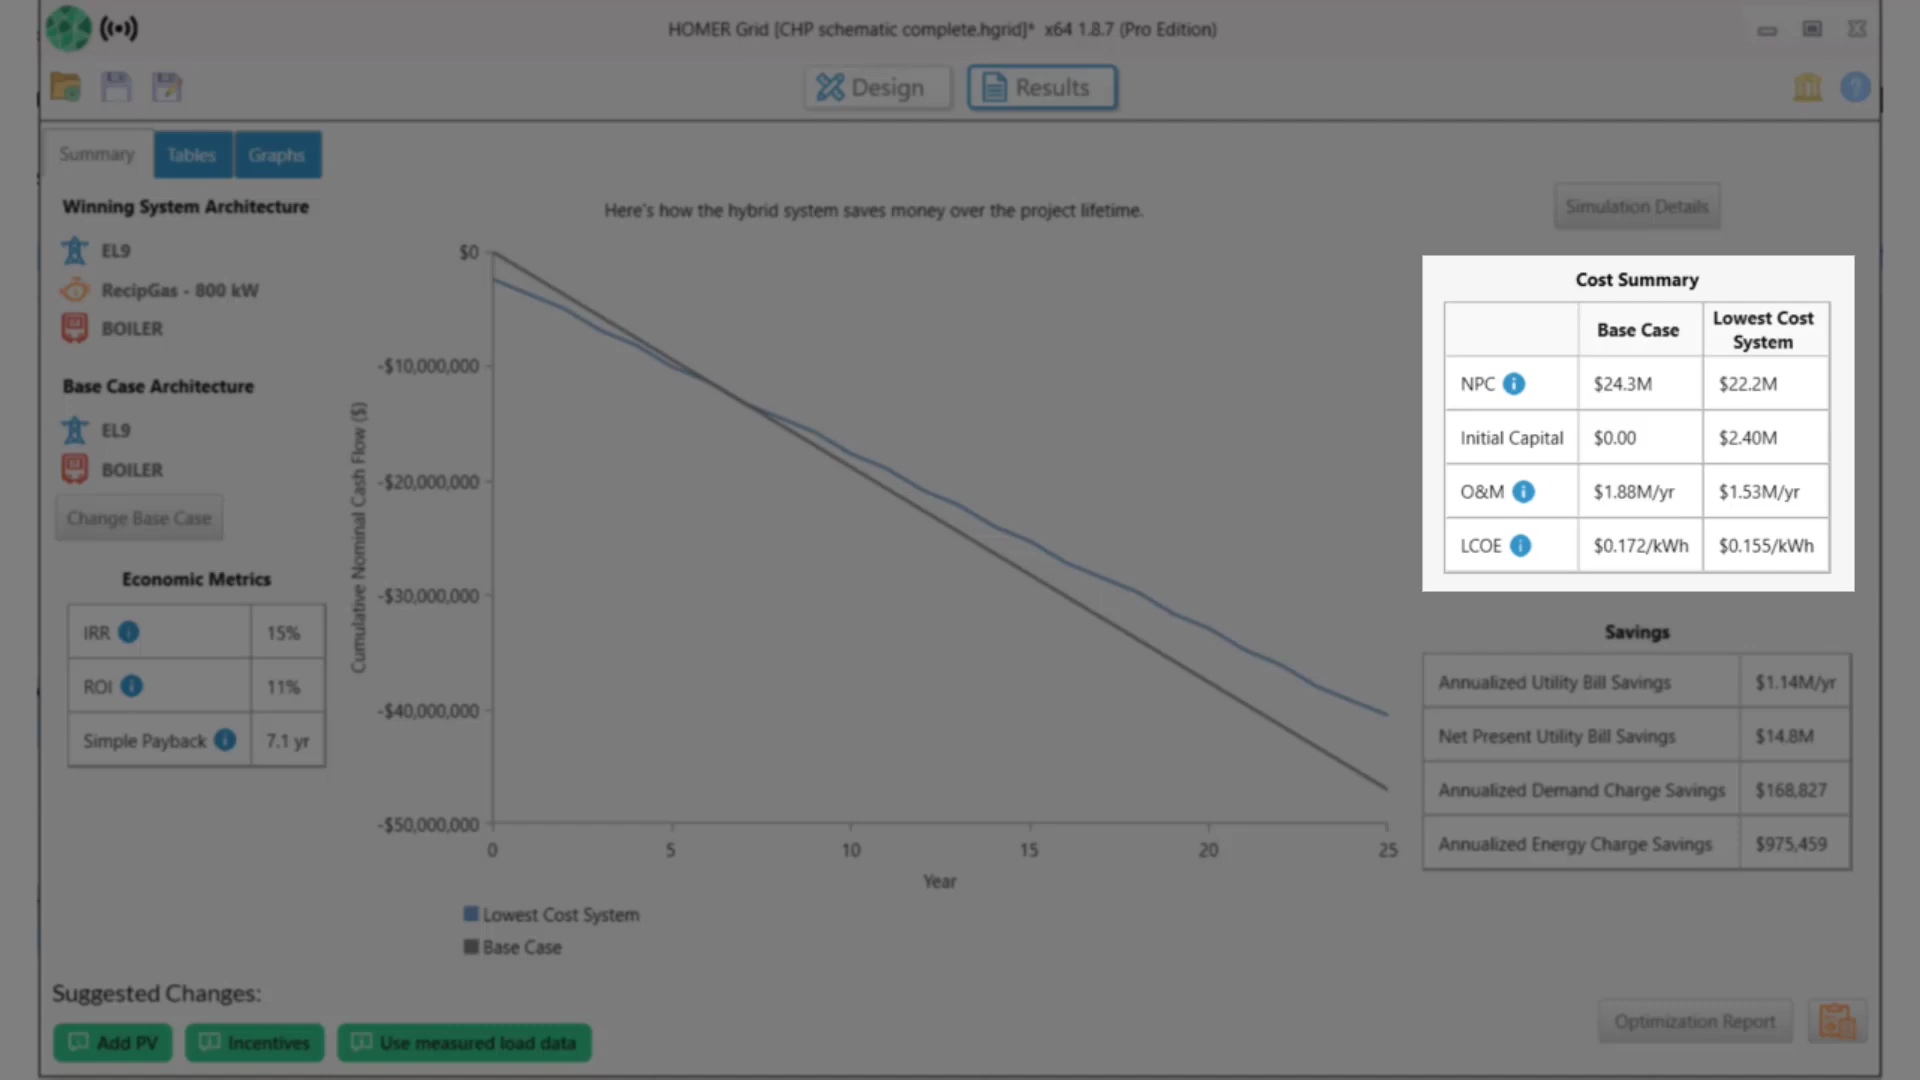 HOMER Grid [CHP schematic complete.hgrid]* x64 1.8.7 (Pro Edition)
Design
Results
?
Summary
Tables
Graphs
Winning System Architecture
EL9
RecipGas - 800 kW
BOILER
Base Case Architecture
EL9
BOILER
Change Base Case
Economic Metrics
IRR i 15%
ROI i 11%
Simple Payback i 7.1 yr
Here's how the hybrid system saves money over the project lifetime.
Cumulative Nominal Cash Flow ($)
$0
-$10,000,000
-$20,000,000
-$30,000,000
-$40,000,000
-$50,000,000
0 5 10 15 20 25
Year
Lowest Cost System
Base Case
Simulation Details
Cost Summary
Base Case
Lowest Cost
System
NPC i $24.3M $22.2M
Initial Capital $0.00 $2.40M
O&M i $1.88M/yr $1.53M/yr
LCOE i $0.172/kWh $0.155/kWh
Savings
Annualized Utility Bill Savings $1.14M/yr
Net Present Utility Bill Savings $14.8M
Annualized Demand Charge Savings $168,827
Annualized Energy Charge Savings $975,459
Suggested Changes:
Add PV
Incentives
Use measured load data
Optimization Report